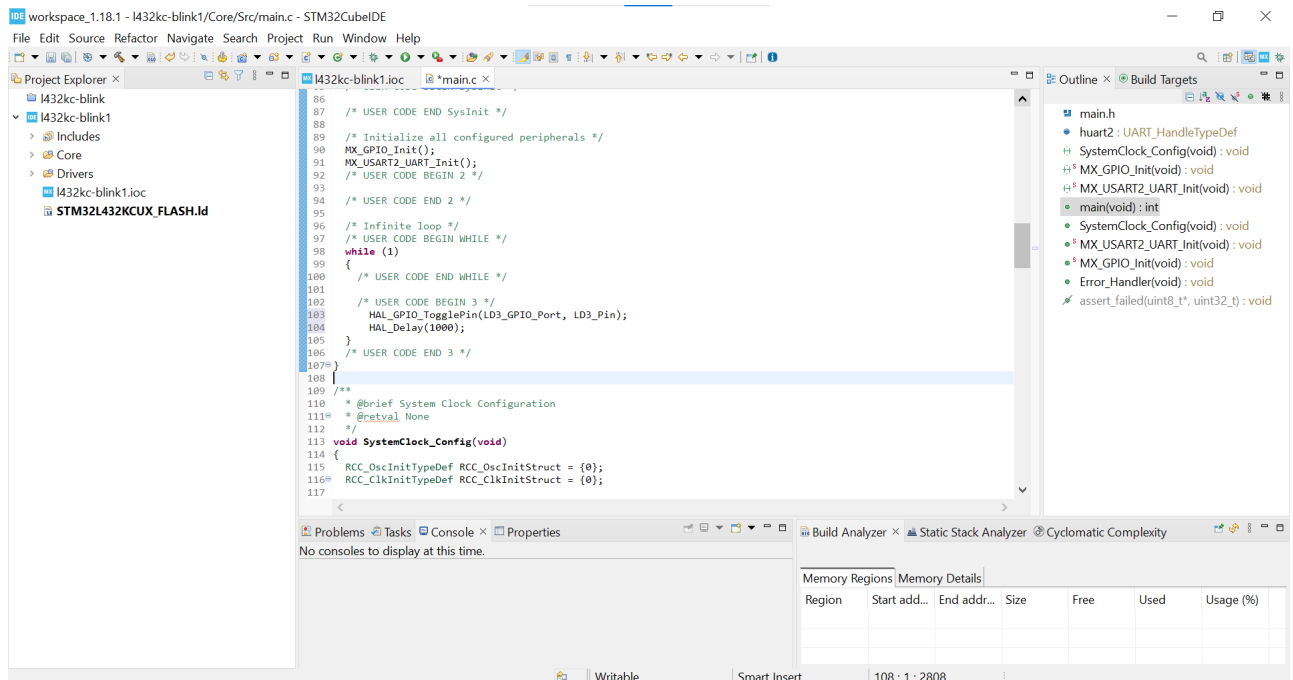 IDE workspace_1.18.1 - l432kc-blink1/Core/Src/main.c - STM32CubeIDE
File Edit Source Refactor Navigate Search Project Run Window Help
Project Explorer
l432kc-blink
l432kc-blink1
Includes
Core
Drivers
l432kc-blink1.ioc
STM32L432KCUX_FLASH.ld
l432kc-blink1.ioc *main.c
86
87 /* USER CODE END SysInit */
88
89 /* Initialize all configured peripherals */
90 MX_GPIO_Init();
91 MX_USART2_UART_Init();
92 /* USER CODE BEGIN 2 */
93
94 /* USER CODE END 2 */
95
96 /* Infinite loop */
97 /* USER CODE BEGIN WHILE */
98 while (1)
99 {
100 /* USER CODE END WHILE */
101
102 /* USER CODE BEGIN 3 */
103 HAL_GPIO_TogglePin(LD3_GPIO_Port, LD3_Pin);
104 HAL_Delay(1000);
105 }
106 /* USER CODE END 3 */
107 }
108
109 /**
110 * @brief System Clock Configuration
111 * @retval None
112 */
113 void SystemClock_Config(void)
114 {
115 RCC_OscInitTypeDef RCC_OscInitStruct = {0};
116 RCC_ClkInitTypeDef RCC_ClkInitStruct = {0};
117
Outline Build Targets
main.h
huart2 : UART_HandleTypeDef
SystemClock_Config(void) : void
MX_GPIO_Init(void) : void
MX_USART2_UART_Init(void) : void
main(void) : int
SystemClock_Config(void) : void
MX_USART2_UART_Init(void) : void
MX_GPIO_Init(void) : void
Error_Handler(void) : void
assert_failed(uint8_t*, uint32_t) : void
Problems Tasks Console Properties
No consoles to display at this time.
Build Analyzer Static Stack Analyzer Cyclomatic Complexity
Memory Regions Memory Details
Region Start add... End addr... Size Free Used Usage (%)
Writable Smart Insert 108 : 1 : 2808